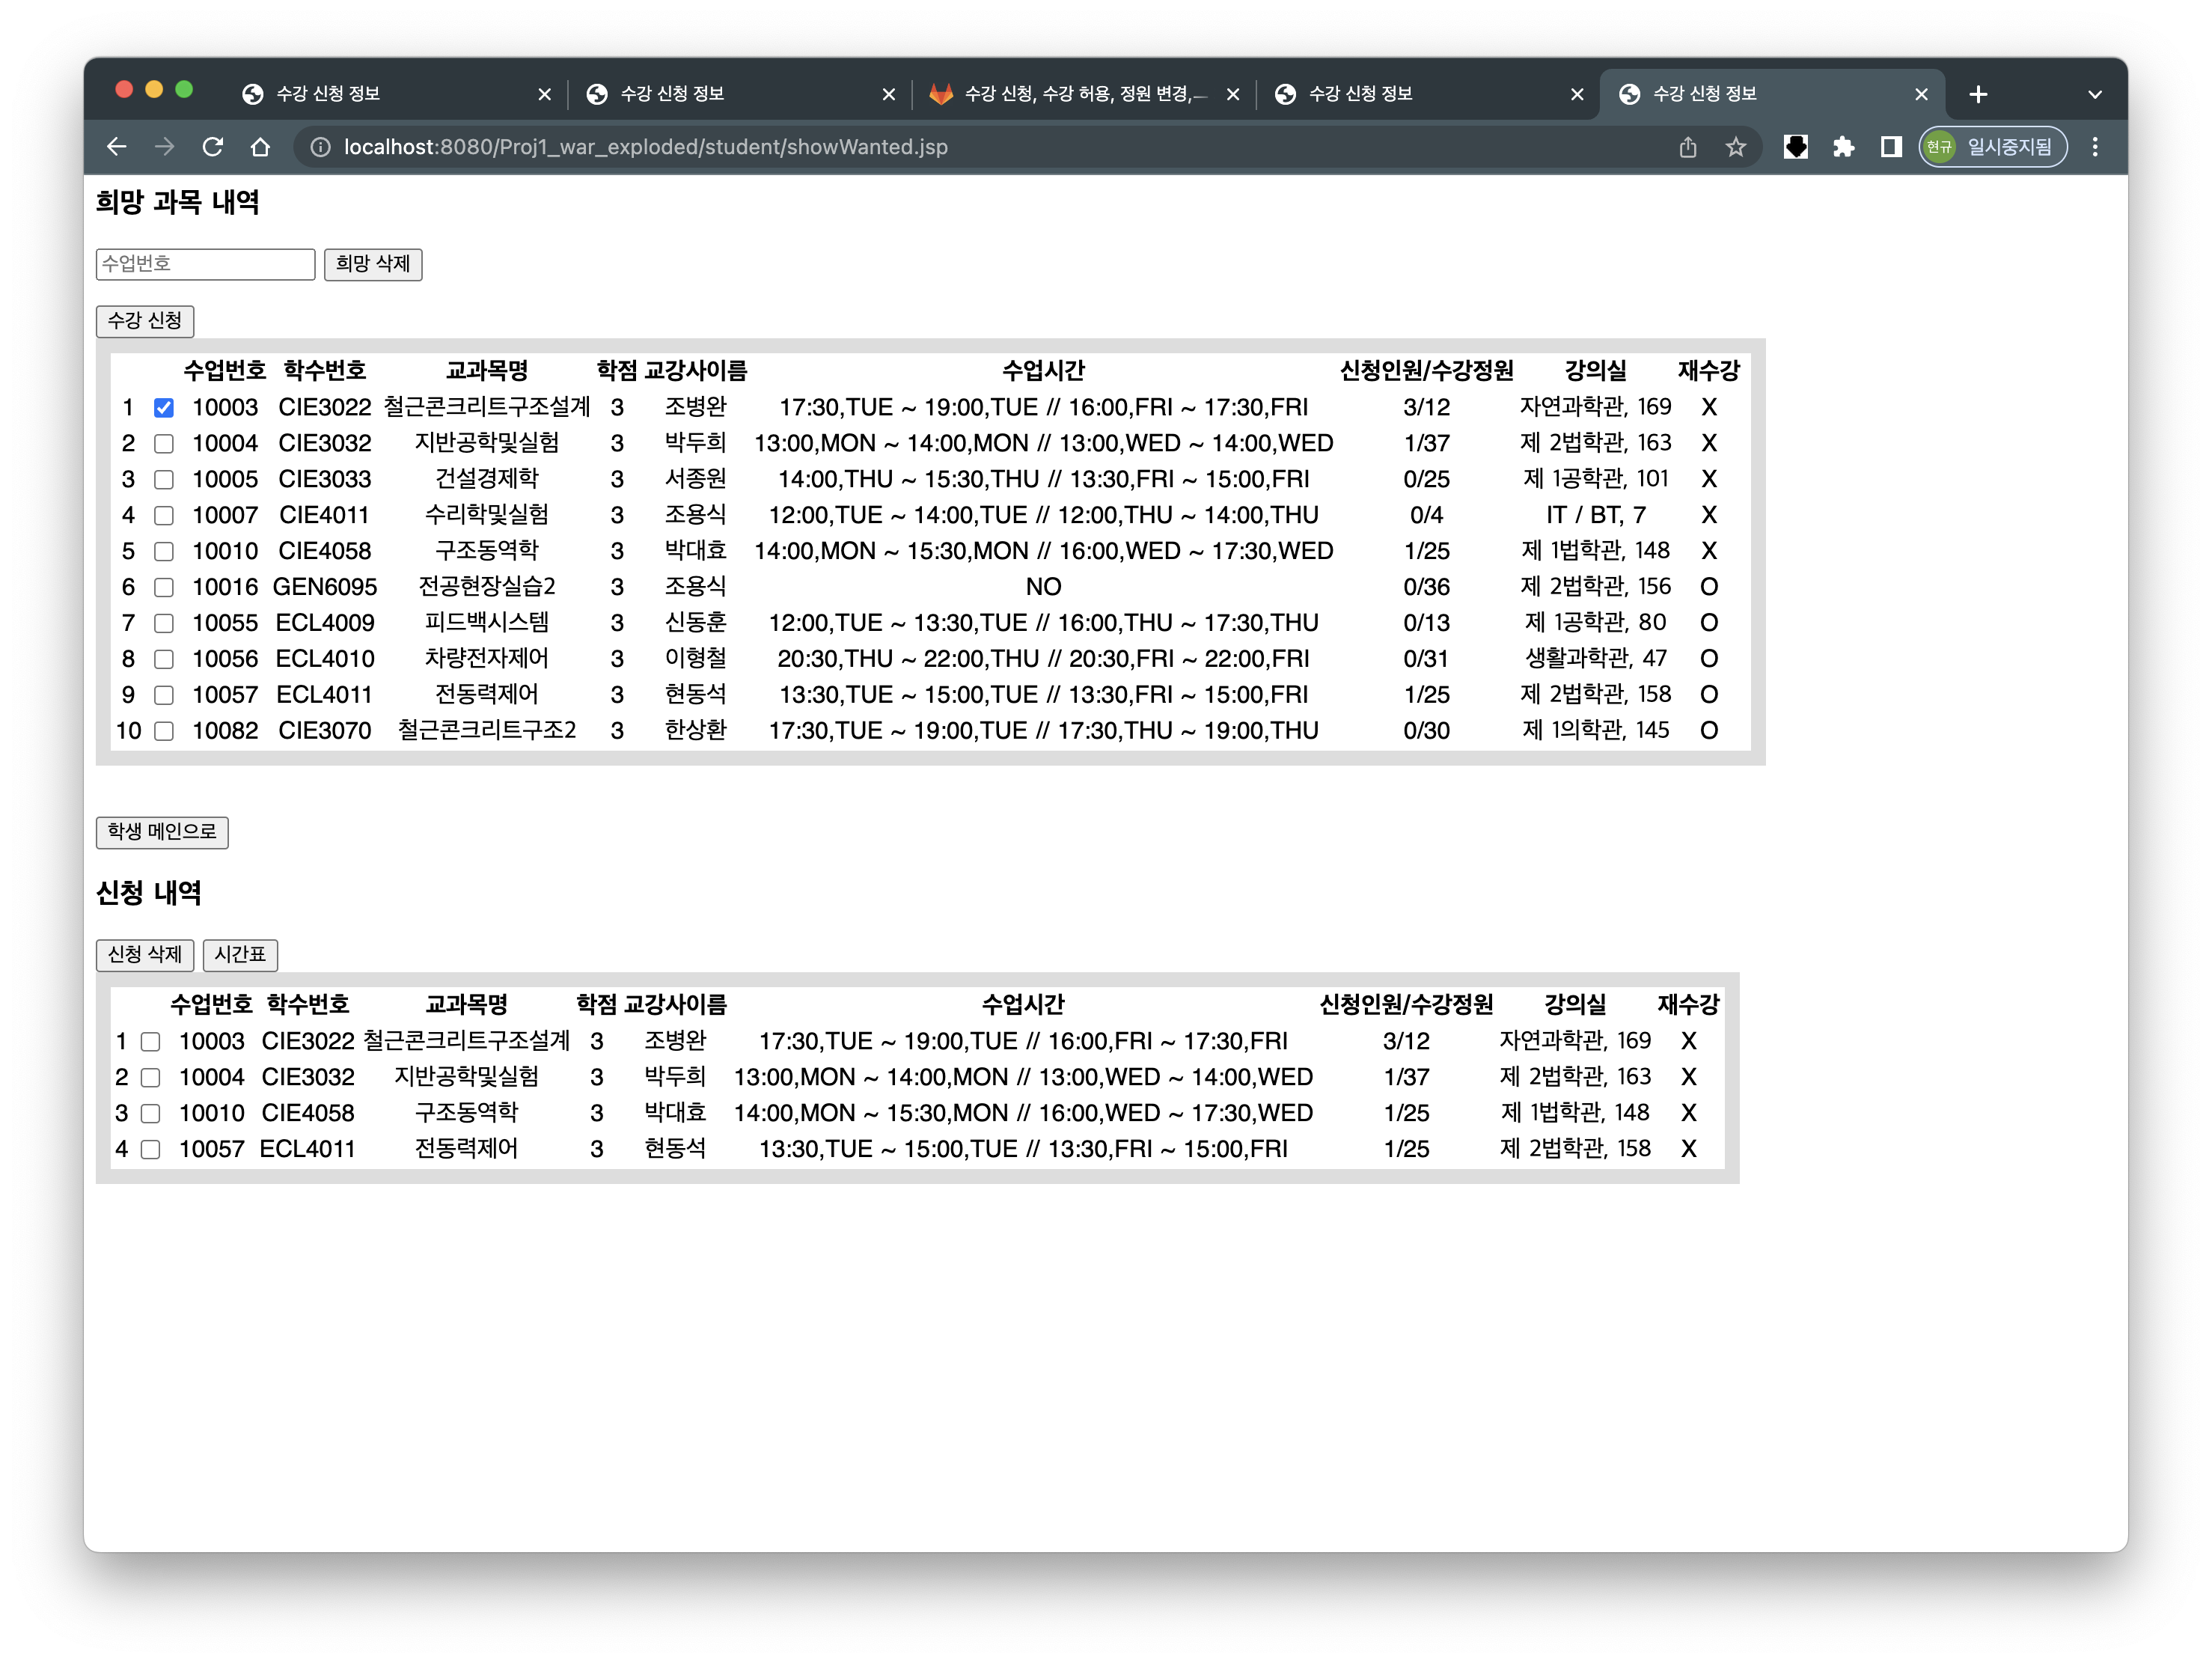 수강 신청 정보 수강 신청 정보 수강 신청, 수강 허용, 정원 변경, 수강 신청 정보 수강 신청 정보
localhost:8080/Proj1_war_exploded/student/showWanted.jsp 현규 일시중지됨
희망 과목 내역
수업번호 희망 삭제
수강 신청
수업번호 학수번호 교과목명 학점 교강사이름 수업시간 신청인원/수강정원 강의실 재수강
1 10003 CIE3022 철근콘크리트구조설계 3 조병완 17:30,TUE ~ 19:00,TUE // 16:00,FRI ~ 17:30,FRI 3/12 자연과학관, 169 X
2 10004 CIE3032 지반공학및실험 3 박두희 13:00,MON ~ 14:00,MON // 13:00,WED ~ 14:00,WED 1/37 제 2법학관, 163 X
3 10005 CIE3033 건설경제학 3 서종원 14:00,THU ~ 15:30,THU // 13:30,FRI ~ 15:00,FRI 0/25 제 1공학관, 101 X
4 10007 CIE4011 수리학및실험 3 조용식 12:00,TUE ~ 14:00,TUE // 12:00,THU ~ 14:00,THU 0/4 IT / BT, 7 X
5 10010 CIE4058 구조동역학 3 박대효 14:00,MON ~ 15:30,MON // 16:00,WED ~ 17:30,WED 1/25 제 1법학관, 148 X
6 10016 GEN6095 전공현장실습2 3 조용식 NO 0/36 제 2법학관, 156 O
7 10055 ECL4009 피드백시스템 3 신동훈 12:00,TUE ~ 13:30,TUE // 16:00,THU ~ 17:30,THU 0/13 제 1공학관, 80 O
8 10056 ECL4010 차량전자제어 3 이형철 20:30,THU ~ 22:00,THU // 20:30,FRI ~ 22:00,FRI 0/31 생활과학관, 47 O
9 10057 ECL4011 전동력제어 3 현동석 13:30,TUE ~ 15:00,TUE // 13:30,FRI ~ 15:00,FRI 1/25 제 2법학관, 158 O
10 10082 CIE3070 철근콘크리트구조2 3 한상환 17:30,TUE ~ 19:00,TUE // 17:30,THU ~ 19:00,THU 0/30 제 1의학관, 145 O
학생 메인으로
신청 내역
신청 삭제 시간표
수업번호 학수번호 교과목명 학점 교강사이름 수업시간 신청인원/수강정원 강의실 재수강
1 10003 CIE3022 철근콘크리트구조설계 3 조병완 17:30,TUE ~ 19:00,TUE // 16:00,FRI ~ 17:30,FRI 3/12 자연과학관, 169 X
2 10004 CIE3032 지반공학및실험 3 박두희 13:00,MON ~ 14:00,MON // 13:00,WED ~ 14:00,WED 1/37 제 2법학관, 163 X
3 10010 CIE4058 구조동역학 3 박대효 14:00,MON ~ 15:30,MON // 16:00,WED ~ 17:30,WED 1/25 제 1법학관, 148 X
4 10057 ECL4011 전동력제어 3 현동석 13:30,TUE ~ 15:00,TUE // 13:30,FRI ~ 15:00,FRI 1/25 제 2법학관, 158 X